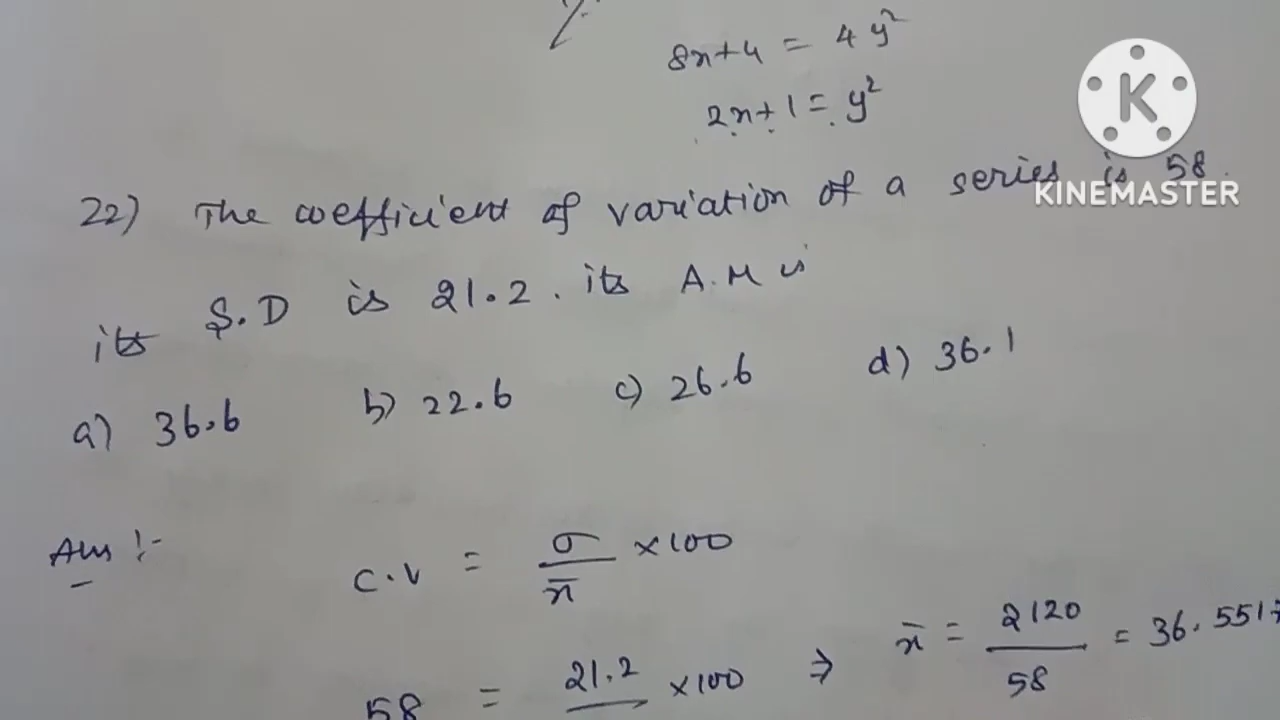 8x+4 = 4y²
2x+1 = y²
K
KINEMASTER
22) The coefficient of variation of a series is 58.
its S.D is 21.2. its A.M is
a) 36.6 b) 22.6 c) 26.6 d) 36.1
Ans :-
C.V = σ/x̄ ×100
58 = 21.2/ ×100 ⇒ x̄ = 2120/58 = 36.5517